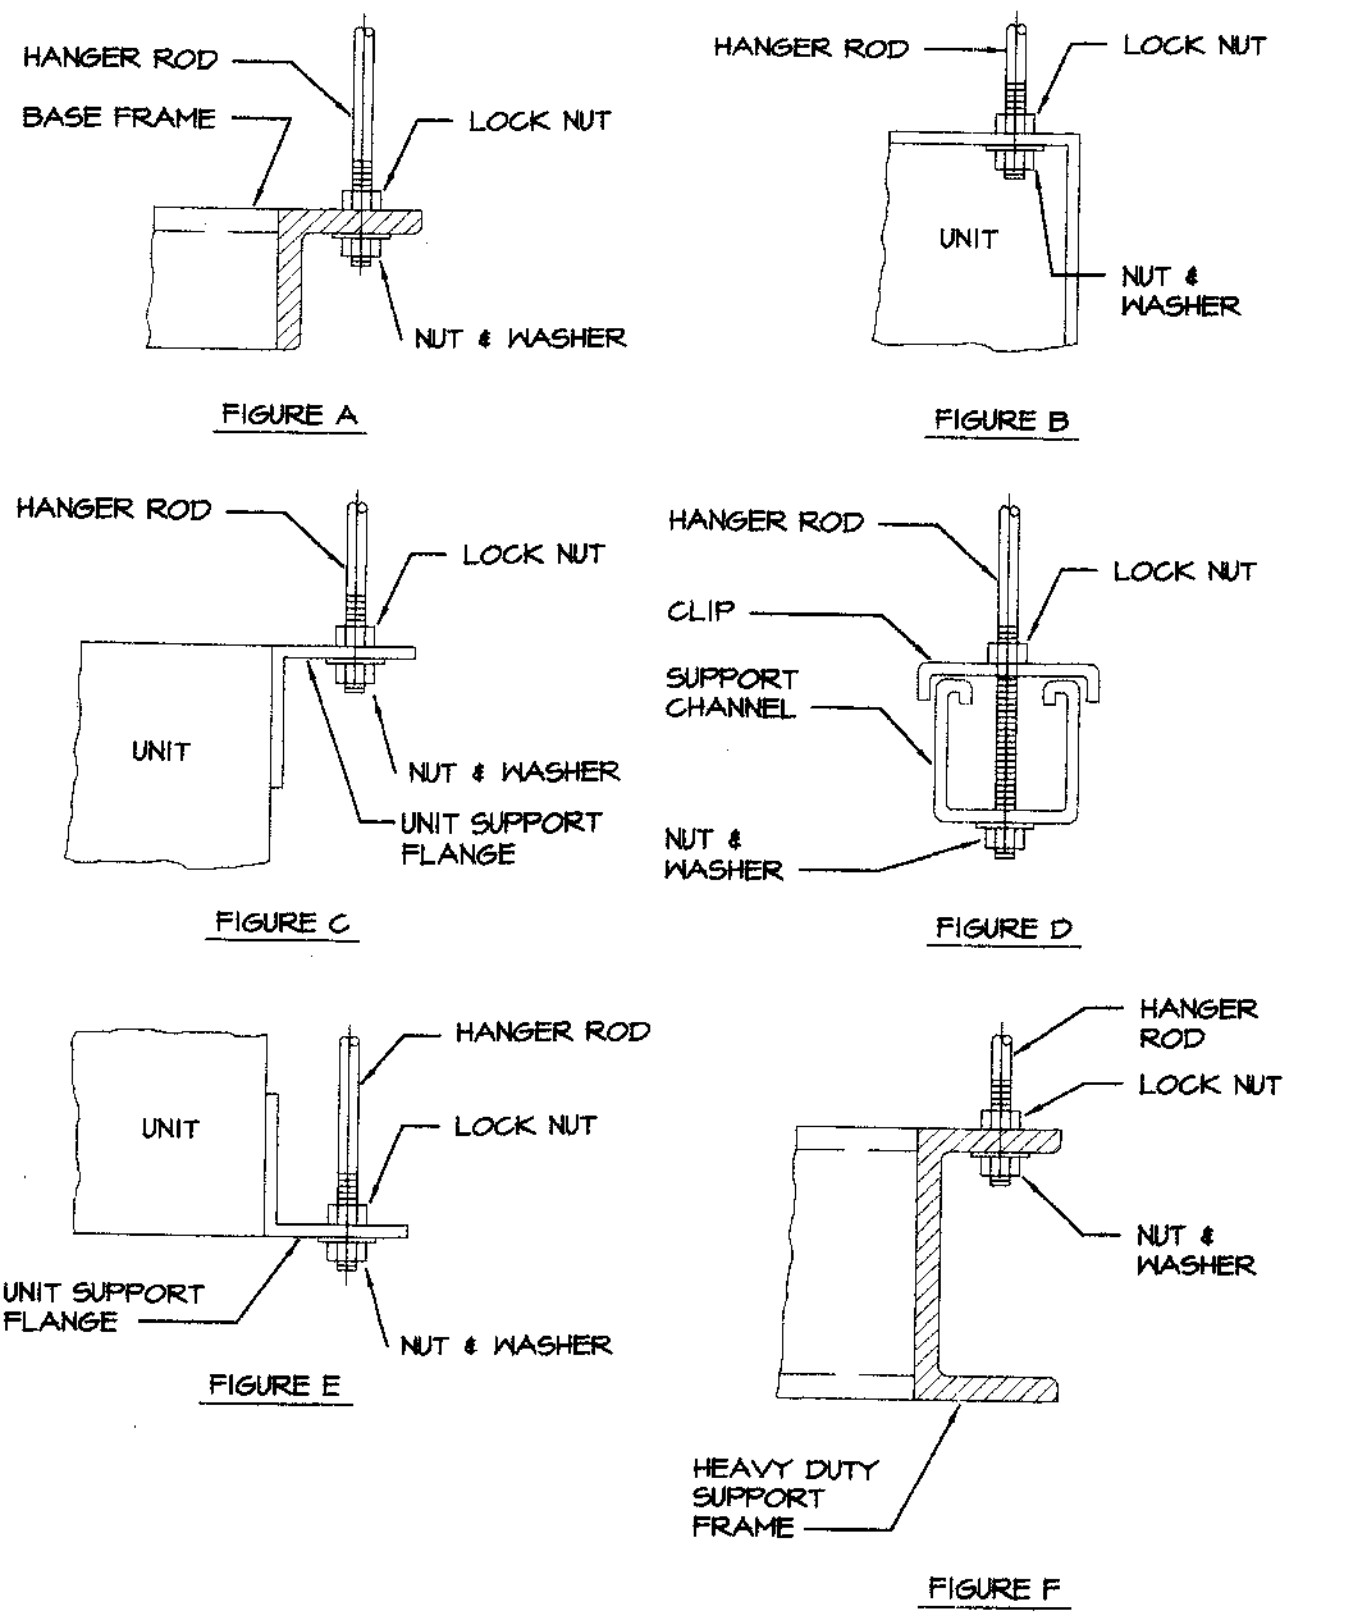 HANGER ROD
BASE FRAME
LOCK NUT
NUT & WASHER
FIGURE A
HANGER ROD
LOCK NUT
UNIT
NUT &
WASHER
FIGURE B
HANGER ROD
LOCK NUT
UNIT
NUT & WASHER
UNIT SUPPORT
FLANGE
FIGURE C
HANGER ROD
LOCK NUT
CLIP
SUPPORT
CHANNEL
NUT &
WASHER
FIGURE D
HANGER ROD
UNIT
LOCK NUT
UNIT SUPPORT
FLANGE
NUT & WASHER
FIGURE E
HANGER
ROD
LOCK NUT
NUT &
WASHER
HEAVY DUTY
SUPPORT
FRAME
FIGURE F